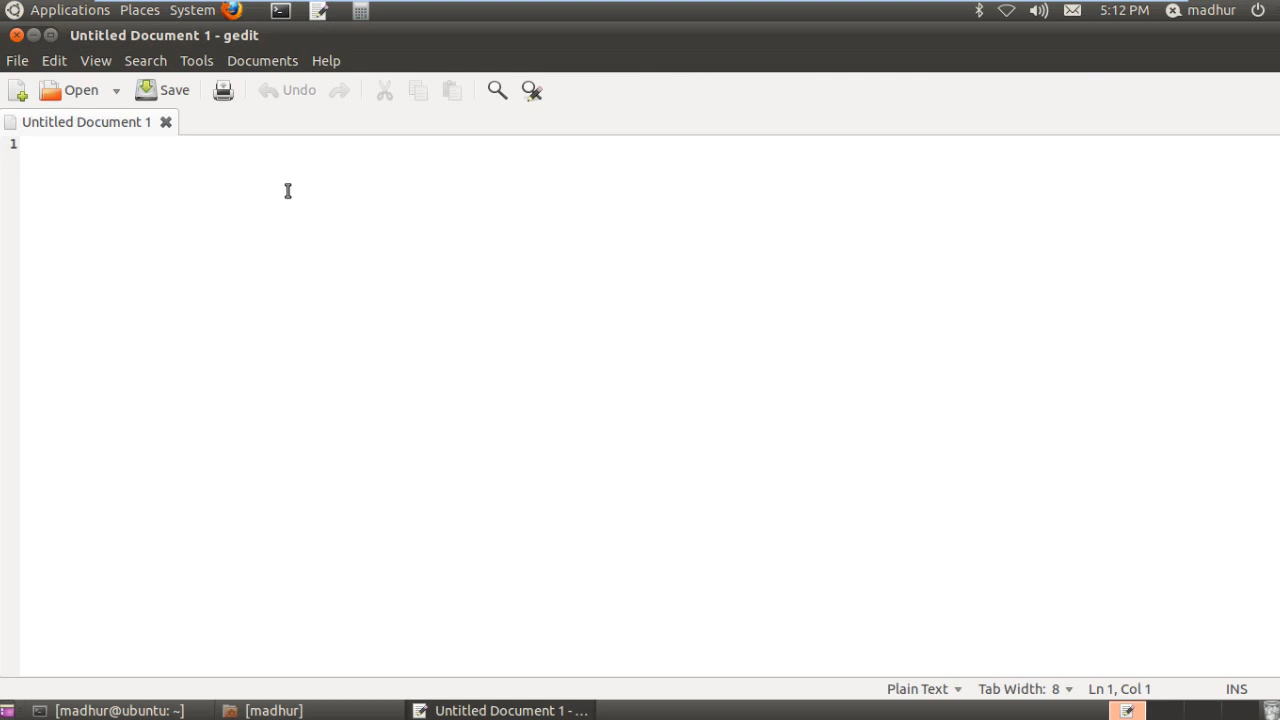 Applications Places System 5:12 PM madhur
Untitled Document 1 - gedit
File Edit View Search Tools Documents Help
Open Save Undo
Untitled Document 1
1
Plain Text Tab Width: 8 Ln 1, Col 1 INS
[madhur@ubuntu: ~] [madhur] Untitled Document 1 - ...